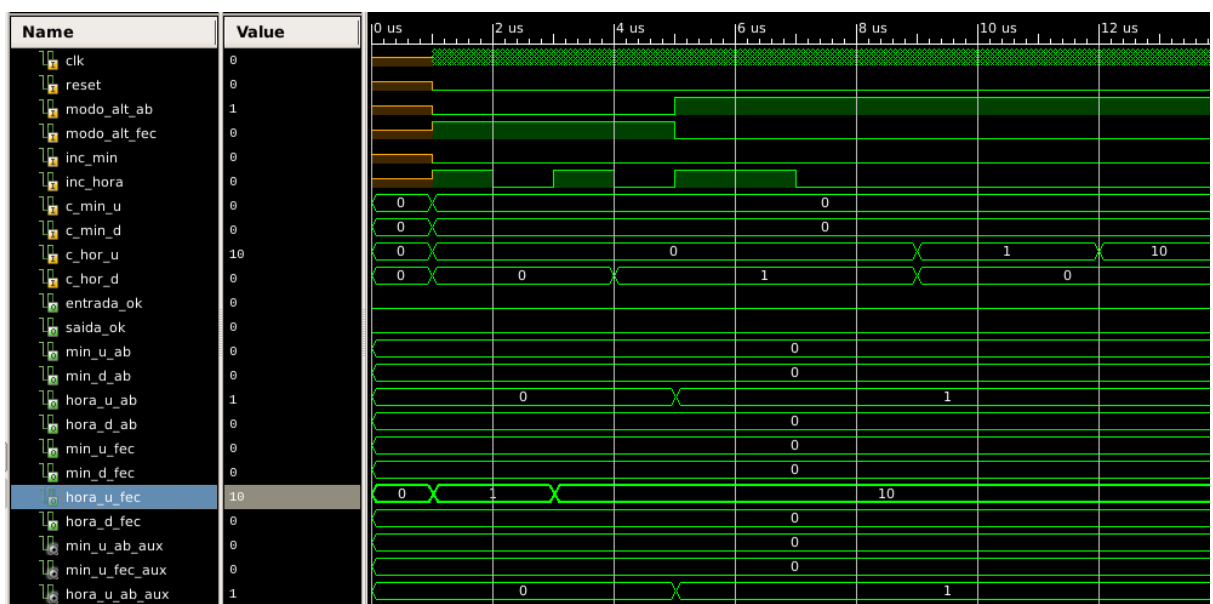 Name Value 0 us 2 us 4 us 6 us 8 us 10 us 12 us
clk 0
reset 0
modo_alt_ab 1
modo_alt_fec 0
inc_min 0
inc_hora 0
c_min_u 0 0 0
c_min_d 0 0 0
c_hor_u 10 0 0 1 10
c_hor_d 0 0 0 1 0
entrada_ok 0
saida_ok 0
min_u_ab 0 0
min_d_ab 0 0
hora_u_ab 1 0 1
hora_d_ab 0 0
min_u_fec 0 0
min_d_fec 0 0
hora_u_fec 10 0 1 10
hora_d_fec 0 0
min_u_ab_aux 0 0
min_u_fec_aux 0 0
hora_u_ab_aux 1 0 1